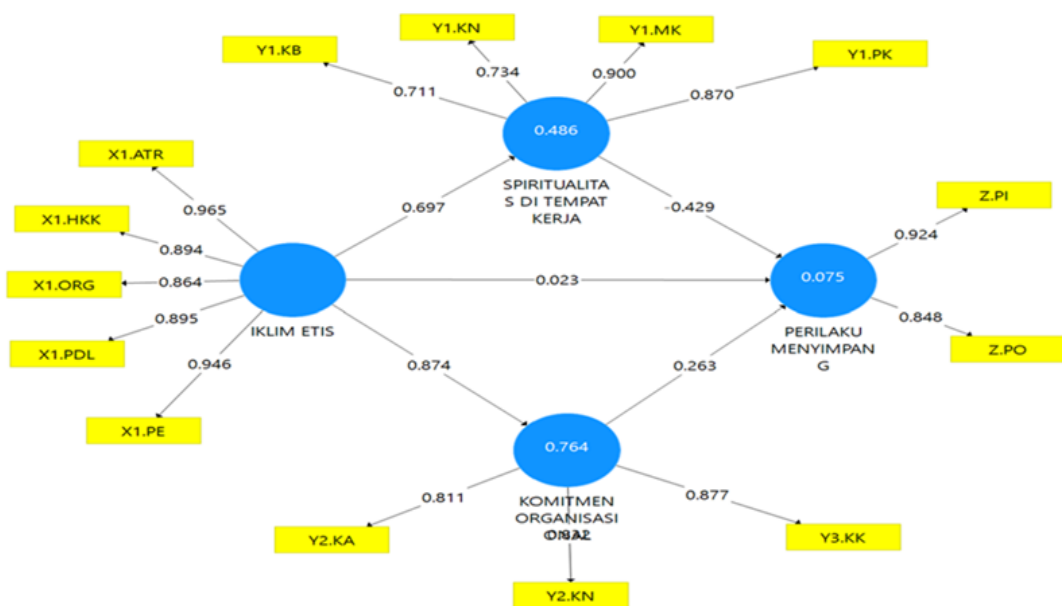 Y1.KB
Y1.KN
Y1.MK
Y1.PK
0.711
0.734
0.900
0.870
0.486
SPIRITUALITA
S DI TEMPAT
KERJA
X1.ATR
X1.HKK
X1.ORG
X1.PDL
X1.PE
0.965
0.894
0.864
0.895
0.946
IKLIM ETIS
0.697
0.023
0.874
-0.429
0.263
0.075
PERILAKU
MENYIMPAN
G
0.924
0.848
Z.PI
Z.PO
0.764
KOMITMEN
ORGANISASI
ONAL
0.811
0.877
Y2.KA
Y2.KN
Y3.KK